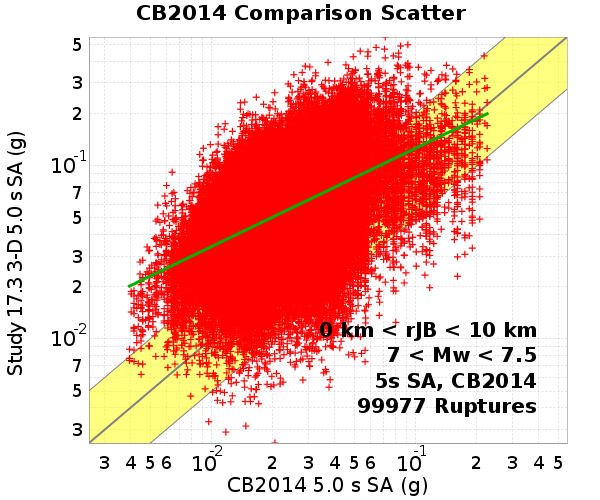 CB2014 Comparison Scatter
Study 17.3 3-D 5.0 s SA (g)
5
3
2
10⁻¹
7
5
3
2
10⁻²
7
5
3
0 km < rJB < 10 km
7 < Mw < 7.5
5s SA, CB2014
99977 Ruptures
3 4 5 6 10⁻² 2 3 4 5 6 10⁻¹ 2 3 4 5
CB2014 5.0 s SA (g)